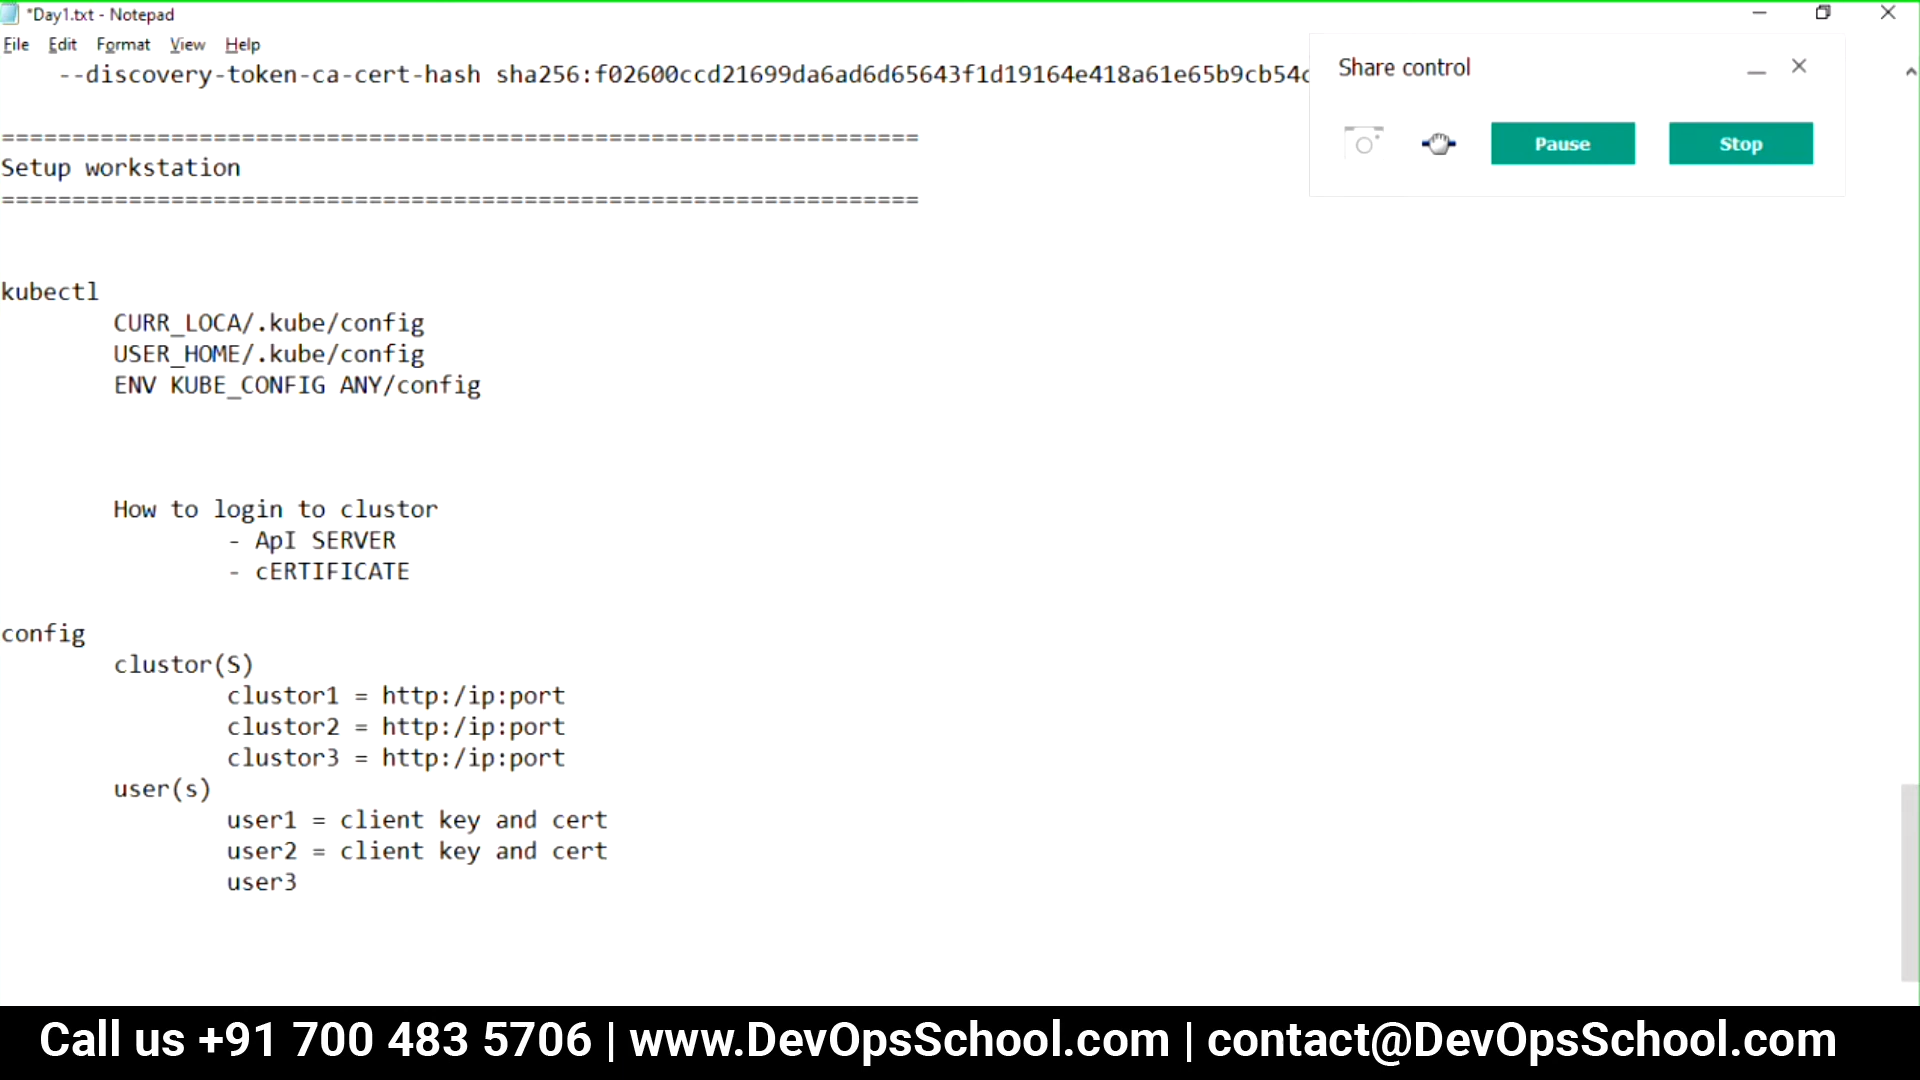 *Day1.txt - Notepad
File Edit Format View Help
--discovery-token-ca-cert-hash sha256:f02600ccd21699da6ad6d65643f1d19164e418a61e65b9cb54c
Share control
Pause Stop
=================================================================
Setup workstation
=================================================================
kubectl
CURR_LOCA/.kube/config
USER_HOME/.kube/config
ENV KUBE_CONFIG ANY/config
How to login to clustor
- ApI SERVER
- cERTIFICATE
config
clustor(S)
clustor1 = http:/ip:port
clustor2 = http:/ip:port
clustor3 = http:/ip:port
user(s)
user1 = client key and cert
user2 = client key and cert
user3
Call us +91 700 483 5706 | www.DevOpsSchool.com | contact@DevOpsSchool.com